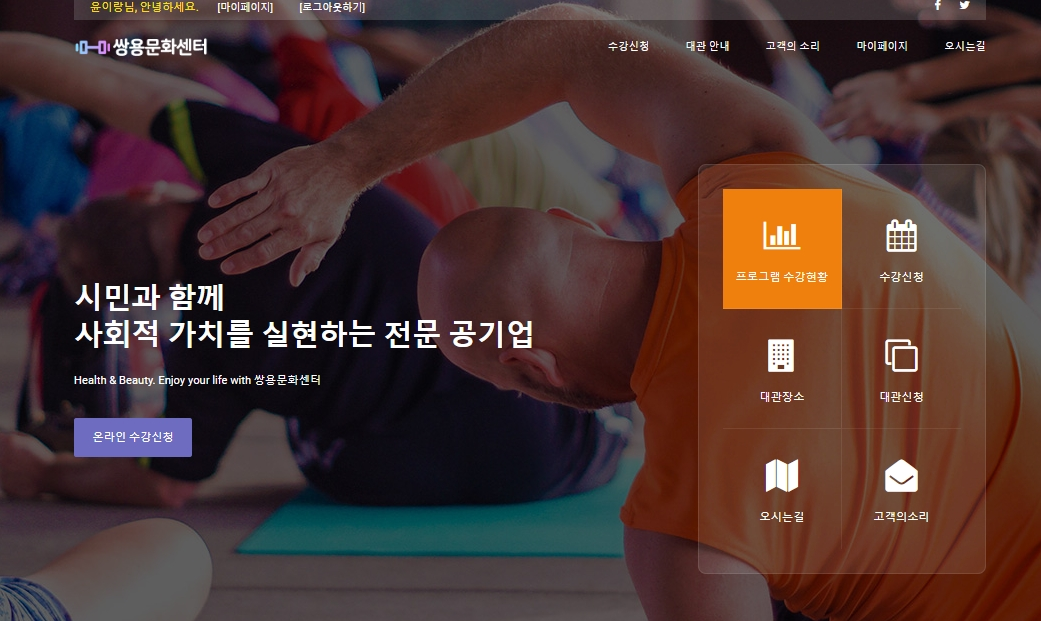 윤이랑님, 안녕하세요. [마이페이지] [로그아웃하기]
쌍용문화센터
수강신청 대관 안내 고객의 소리 마이페이지 오시는길
시민과 함께
사회적 가치를 실현하는 전문 공기업
Health & Beauty. Enjoy your life with 쌍용문화센터
온라인 수강신청
프로그램 수강현황 수강신청
대관장소 대관신청
오시는길 고객의소리